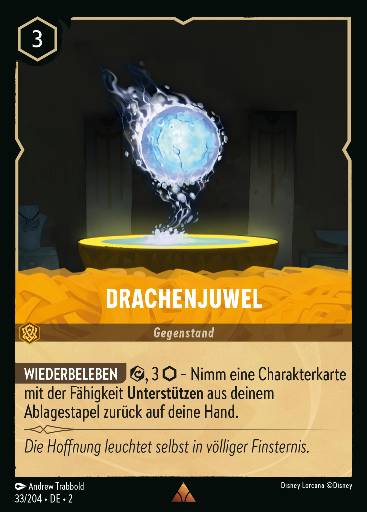 3
DRACHENJUWEL
Gegenstand
WIEDERBELEBEN , 3 – Nimm eine Charakterkarte
mit der Fähigkeit Unterstützen aus deinem
Ablagestapel zurück auf deine Hand.
Die Hoffnung leuchtet selbst in völliger Finsternis.
Andrew Trabbold
Disney Lorcana ©Disney
33/204 • DE • 2